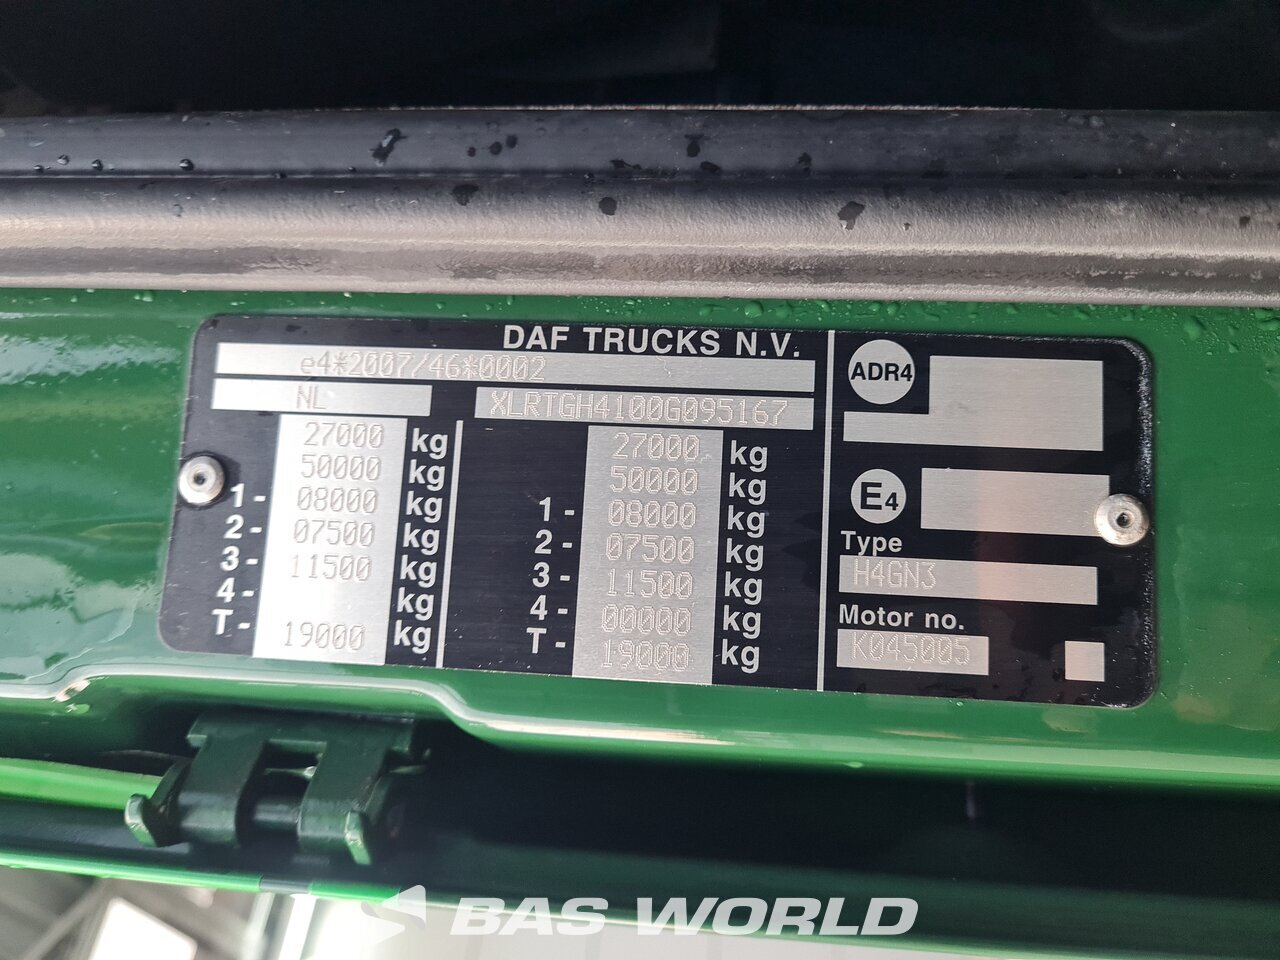 DAF TRUCKS N.V.
e4*2007/46*0002
NL XLRTGH4100G095167
27000 kg
50000 kg
1- 08000 kg
2- 07500 kg
3- 11500 kg
4- kg
T- 19000 kg
27000 kg
50000 kg
1- 08000 kg
2- 07500 kg
3- 11500 kg
4- 00000 kg
T- 19000 kg
ADR4
E4
Type
H4GN3
Motor no.
K045005
BAS WORLD